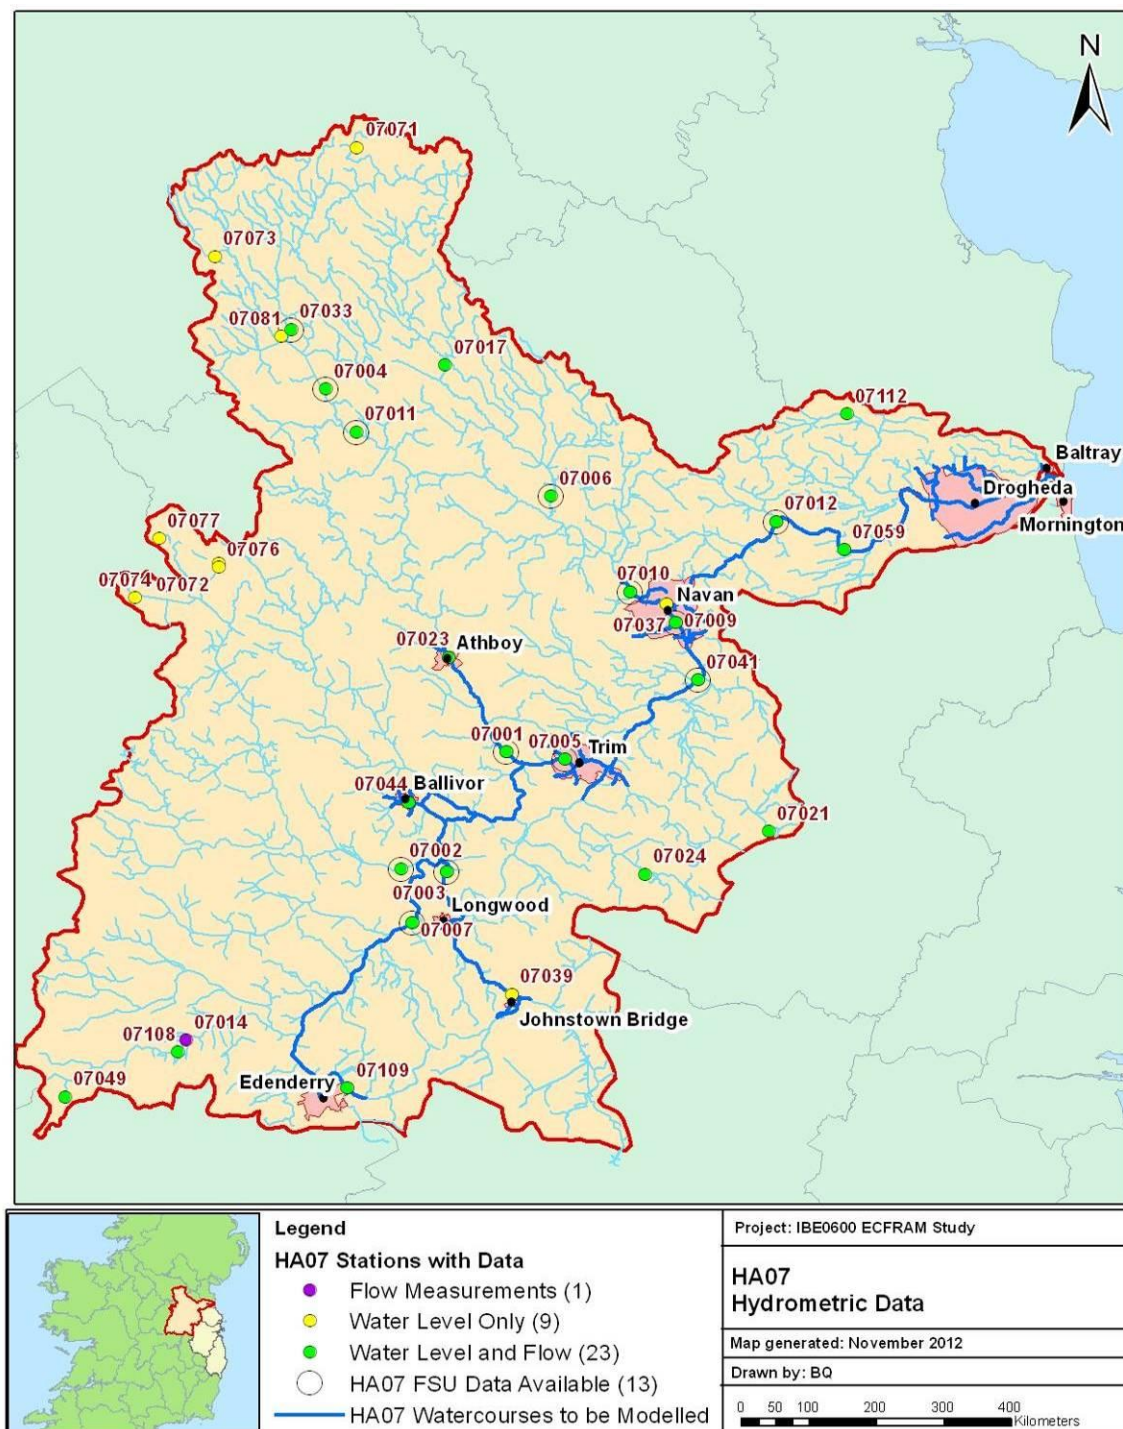 N
07071
07073
07081
07033
07017
07004
07011
07112
Baltray
07006
Drogheda
07012
07059
Mornington
07077
07076
07074
07072
07010
Navan
07037
07009
07023
Athboy
07041
07001
07005
Trim
07044
Ballivor
07021
07002
07024
07003
Longwood
07007
07039
Johnstown Bridge
07014
07108
07109
Edenderry
07049
Legend
HA07 Stations with Data
Flow Measurements (1)
Water Level Only (9)
Water Level and Flow (23)
HA07 FSU Data Available (13)
HA07 Watercourses to be Modelled
Project: IBE0600 ECFRAM Study
HA07
Hydrometric Data
Map generated: November 2012
Drawn by: BQ
0 50 100 200 300 400
Kilometers